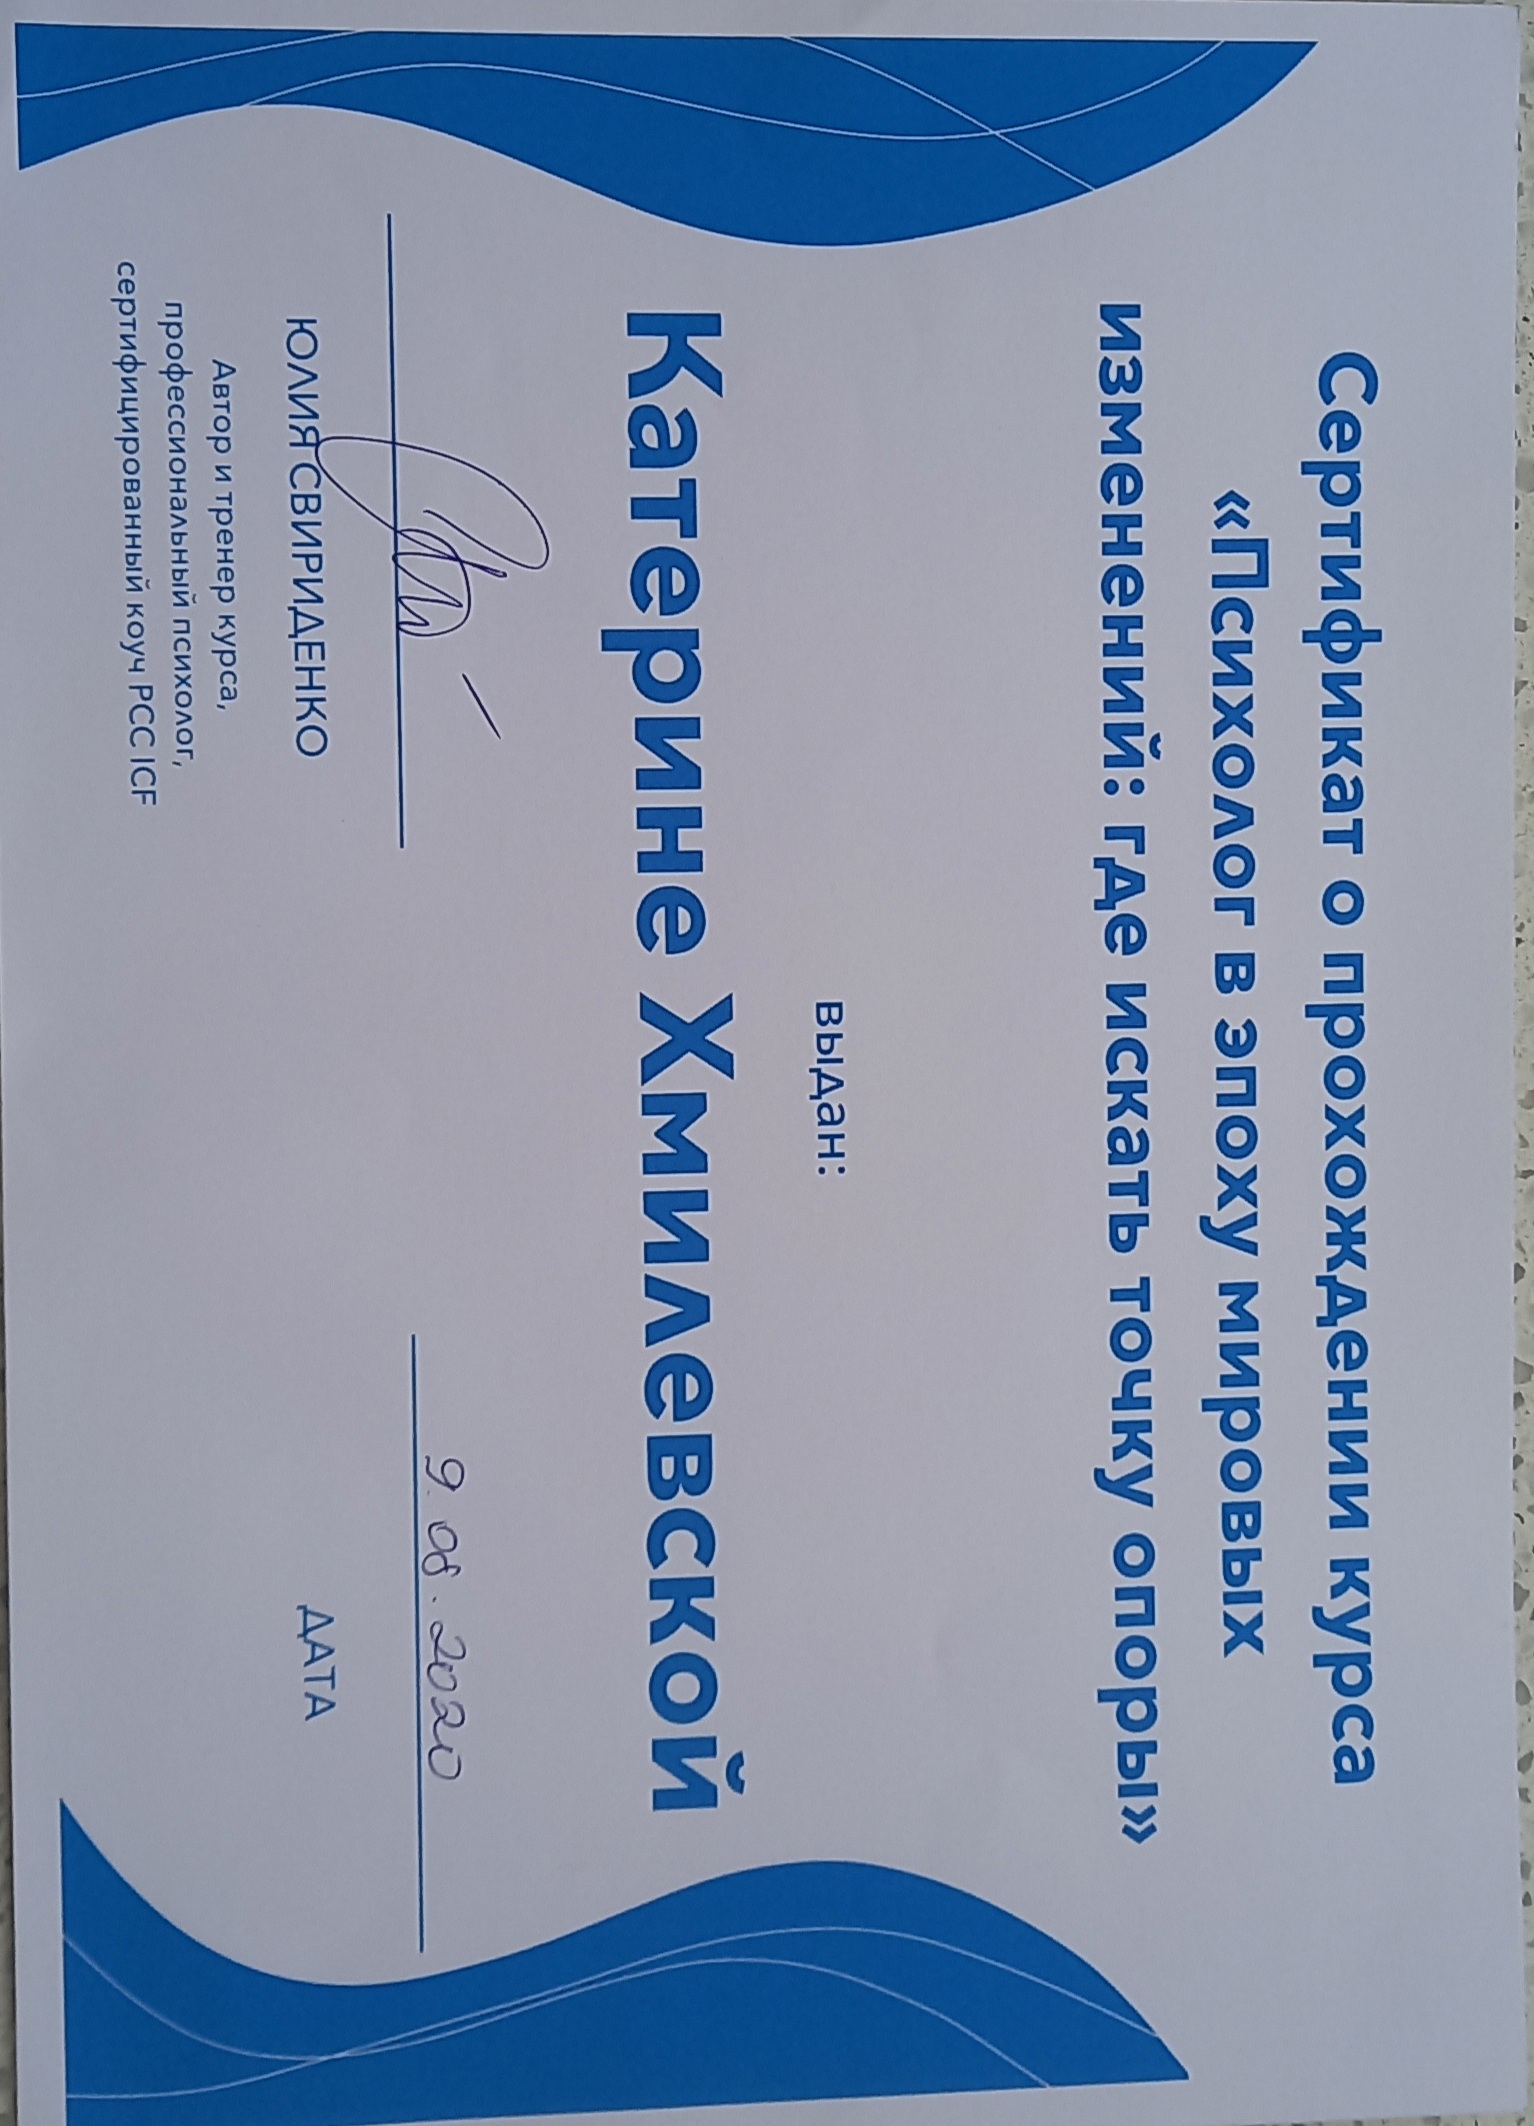 Сертификат о прохождении курса
«Психолог в эпоху мировых
изменений: где искать точку опоры»
выдан:
Катерине Хмилевской
9.08.2020
ЮЛИЯ СВИРИДЕНКО
ДАТА
Автор и тренер курса,
профессиональный психолог,
сертифицированный коуч PCC ICF